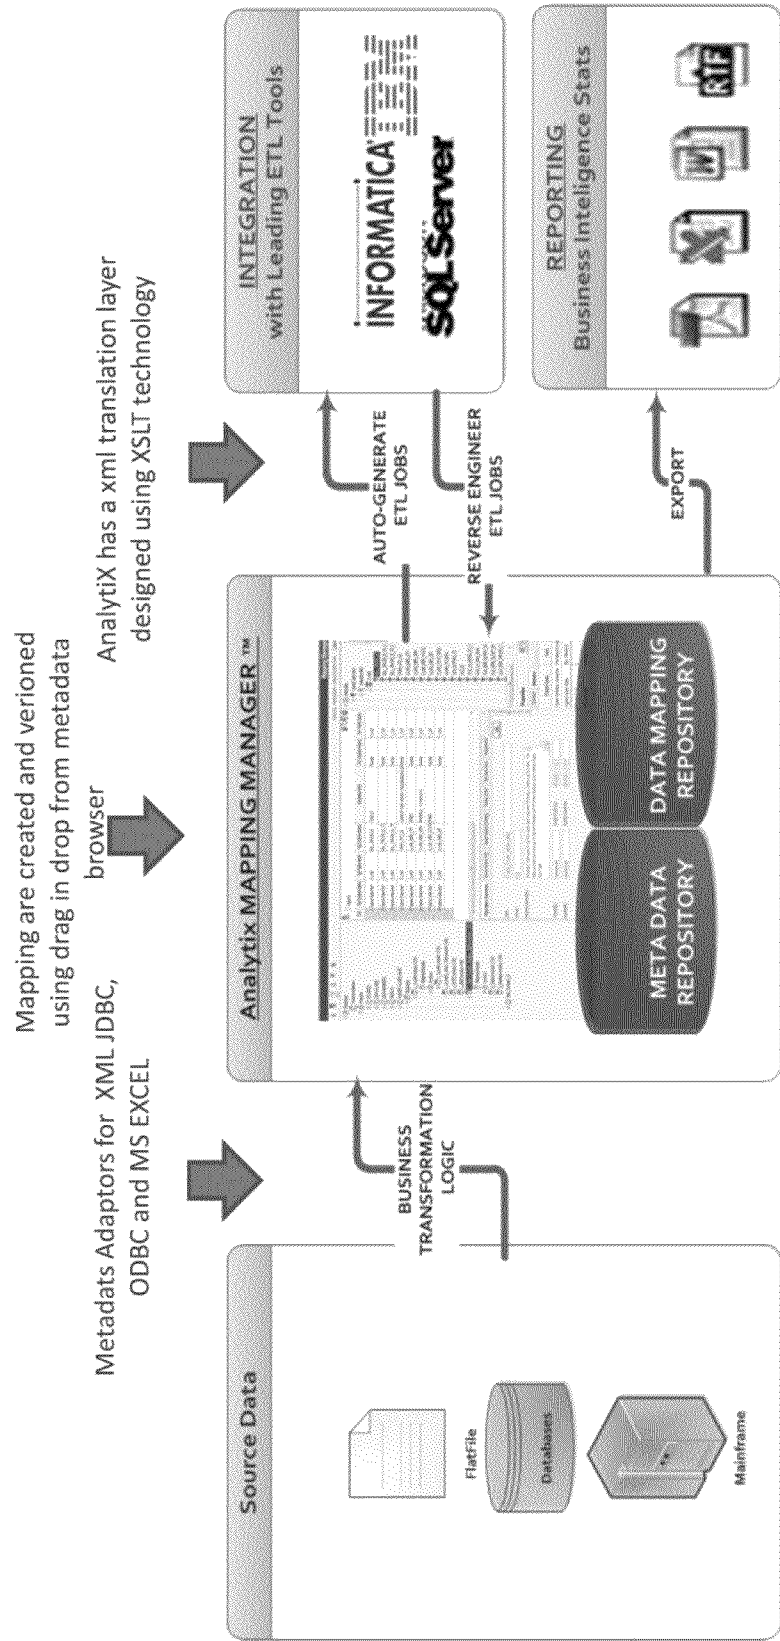 Mapping are created and verioned
using drag in drop from metadata
browser
Metadats Adaptors for XMLJDBC,
ODBC and MS EXCEL
AnalytiX has a xml translation layer
designed using XSLT technology
Source Data
FlatFile
Databases
Mainframe
BUSINESS
TRANSFORMATION
LOGIC
Analytix MAPPING MANAGER ™
META DATA
REPOSITORY
DATA MAPPING
REPOSITORY
AUTO-GENERATE
ETL JOBS
REVERSE ENGINEER
ETL JOBS
EXPORT
INTEGRATION
with Leading ETL Tools
INFORMATICA
IBM
SQL Server
REPORTING
Business Inteligence Stats
W
RTF